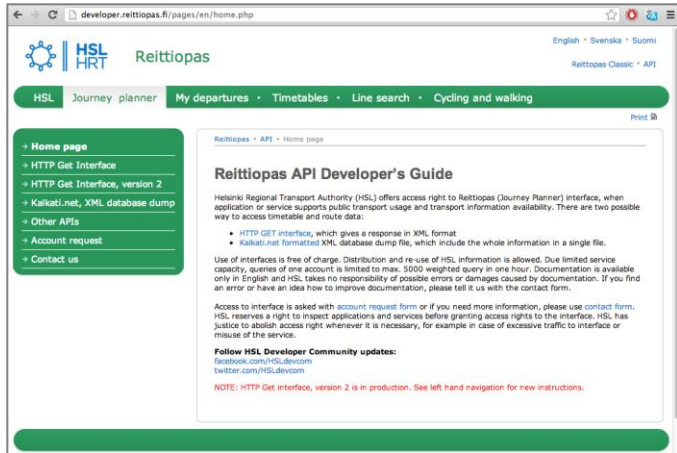 developer.reittiopas.fi/pages/en/home.php
English • Svenska • Suomi
HSL
HRT
Reittiopas
Reittopas Classic • API
HSL Journey planner My departures • Timetables • Line search • Cycling and walking
Print
Home page
HTTP Get Interface
HTTP Get Interface, version 2
Kalkati.net, XML database dump
Other APIs
Account request
Contact us
Reittiopas • API • Home page
Reittiopas API Developer's Guide
Helsinki Regional Transport Authority (HSL) offers access right to Reittiopas (Journey Planner) interface, when
application or service supports public transport usage and transport information availability. There are two possible
way to access timetable and route data:
• HTTP GET interface, which gives a response in XML format
• Kalkati.net formatted XML database dump file, which include the whole information in a single file.
Use of interfaces is free of charge. Distribution and re-use of HSL information is allowed. Due limited service
capacity, queries of one account is limited to max. 5000 weighted query in one hour. Documentation is available
only in English and HSL takes no responsibility of possible errors or damages caused by documentation. If you find
an error or have an idea how to improve documentation, please tell it us with the contact form.
Access to interface is asked with account request form or if you need more information, please use contact form.
HSL reserves a right to inspect applications and services before granting access rights to the interface. HSL has
justice to abolish access right whenever it is necessary, for example in case of excessive traffic to interface or
misuse of the service.
Follow HSL Developer Community updates:
facebook.com/HSLdevcom
twitter.com/HSLdevcom
NOTE: HTTP Get interface, version 2 is in production. See left hand navigation for new instructions.